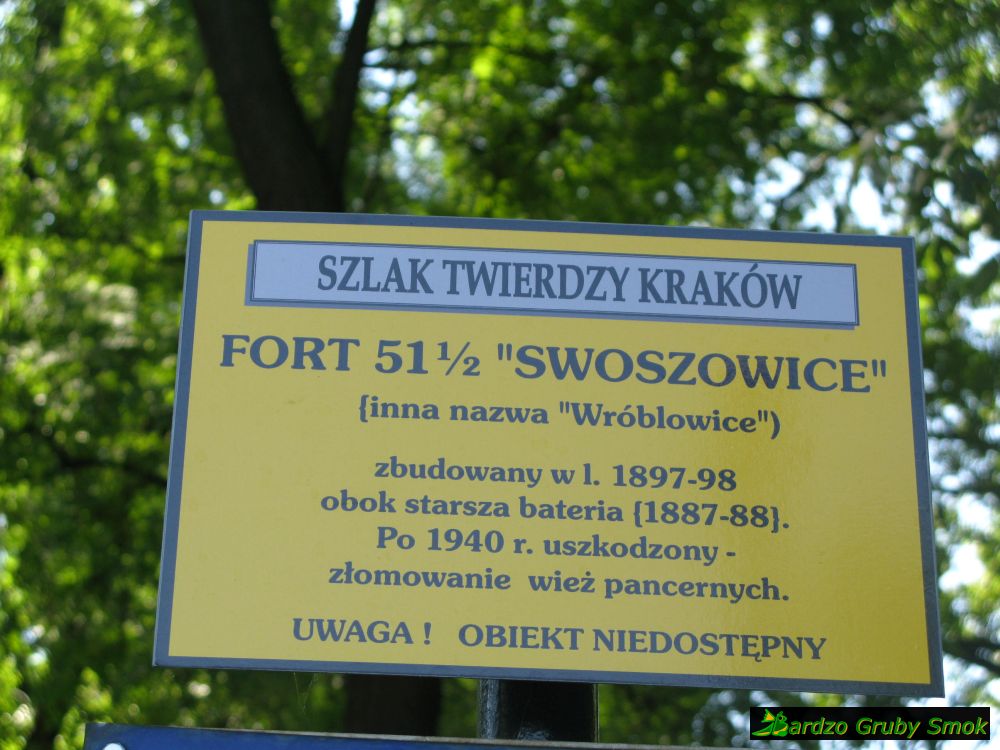 SZLAK TWIERDZY KRAKÓW
FORT 51½ "SWOSZOWICE"
{inna nazwa "Wróblowice")
zbudowany w l. 1897-98
obok starsza bateria {1887-88}.
Po 1940 r. uszkodzony -
złomowanie wież pancernych.
UWAGA ! OBIEKT NIEDOSTĘPNY
Bardzo Gruby Smok